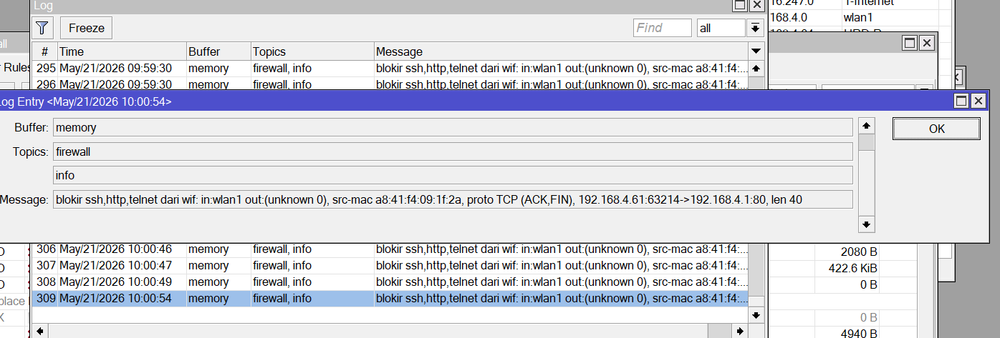 Log
16.247.0 T-Internet
168.4.0 wlan1
Freeze
Find
all
# Time Buffer Topics Message
295 May/21/2026 09:59:30 memory firewall, info blokir ssh,http,telnet dari wif: in:wlan1 out:(unknown 0), src-mac a8:41:f4:...
296 May/21/2026 09:59:30 memory firewall, info blokir ssh,http,telnet dari wif: in:wlan1 out:(unknown 0), src-mac a8:41:f4:...
all
r Rules
Log Entry <May/21/2026 10:00:54>
Buffer: memory
OK
Topics: firewall
info
Message: blokir ssh,http,telnet dari wif: in:wlan1 out:(unknown 0), src-mac a8:41:f4:09:1f:2a, proto TCP (ACK,FIN), 192.168.4.61:63214->192.168.4.1:80, len 40
306 May/21/2026 10:00:46 memory firewall, info blokir ssh,http,telnet dari wif: in:wlan1 out:(unknown 0), src-mac a8:41:f4:...
2080 B
307 May/21/2026 10:00:47 memory firewall, info blokir ssh,http,telnet dari wif: in:wlan1 out:(unknown 0), src-mac a8:41:f4:...
422.6 KiB
308 May/21/2026 10:00:49 memory firewall, info blokir ssh,http,telnet dari wif: in:wlan1 out:(unknown 0), src-mac a8:41:f4:...
0 B
309 May/21/2026 10:00:54 memory firewall, info blokir ssh,http,telnet dari wif: in:wlan1 out:(unknown 0), src-mac a8:41:f4:...
place
0 B
4940 B